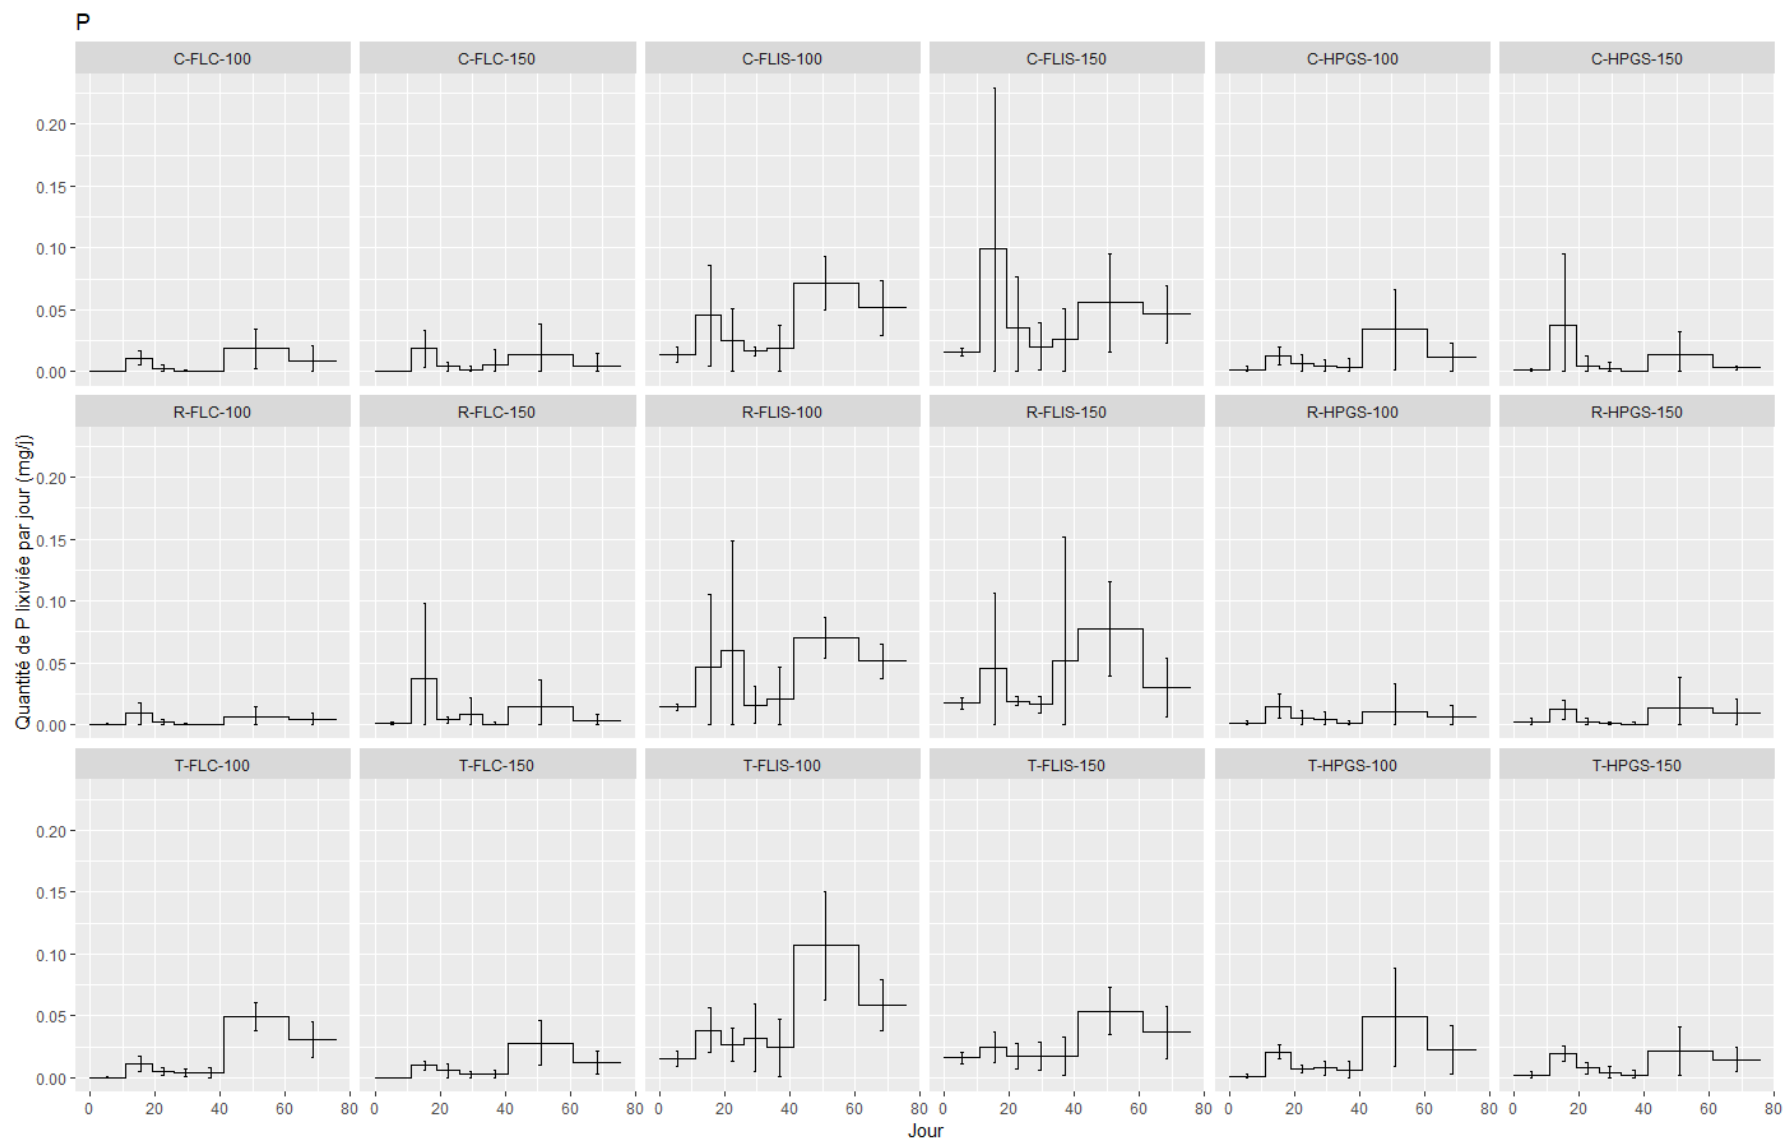 P
C-FLC-100 C-FLC-150 C-FLIS-100 C-FLIS-150 C-HPGS-100 C-HPGS-150
0.20
0.15
0.10
0.05
0.00
R-FLC-100 R-FLC-150 R-FLIS-100 R-FLIS-150 R-HPGS-100 R-HPGS-150
0.20
0.15
0.10
0.05
0.00
Quantité de P lixiviée par jour (mg/j)
T-FLC-100 T-FLC-150 T-FLIS-100 T-FLIS-150 T-HPGS-100 T-HPGS-150
0.20
0.15
0.10
0.05
0.00
0 20 40 60 80 0 20 40 60 80 0 20 40 60 80 0 20 40 60 80 0 20 40 60 80 0 20 40 60 80
Jour